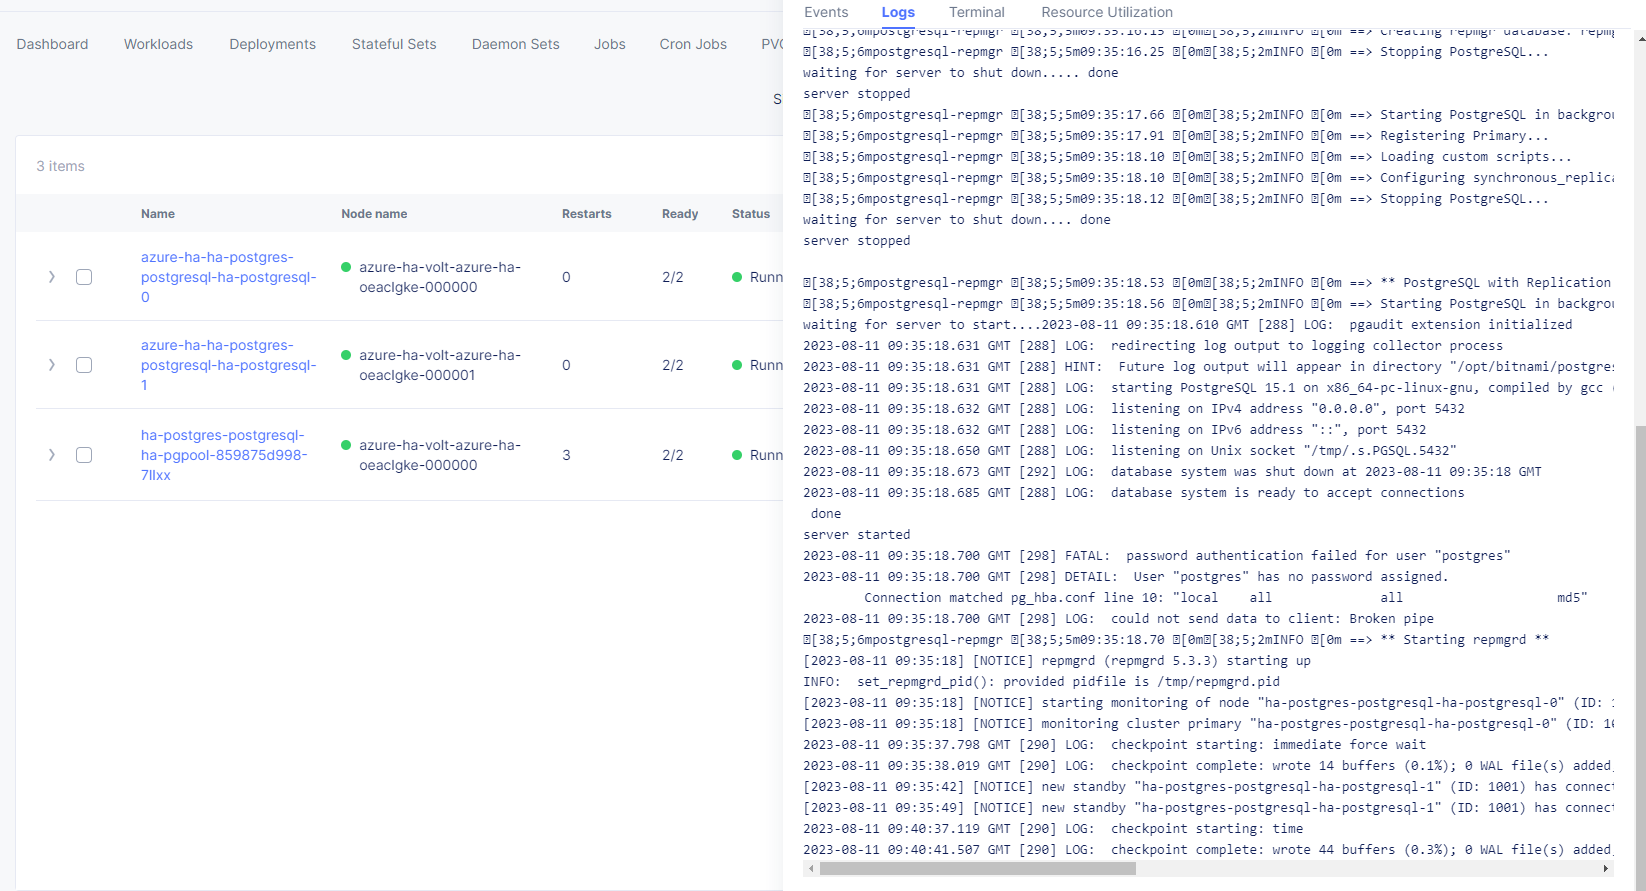 Dashboard Workloads Deployments Stateful Sets Daemon Sets Jobs Cron Jobs
3 items
Name Node name Restarts Ready Status
azure-ha-ha-postgres-
postgresql-ha-postgresql-
0
azure-ha-volt-azure-ha-
oeaclgke-000000
0 2/2 Runn
azure-ha-ha-postgres-
postgresql-ha-postgresql-
1
azure-ha-volt-azure-ha-
oeaclgke-000001
0 2/2 Runn
ha-postgres-postgresql-
ha-pgpool-859875d998-
azure-ha-volt-azure-ha-
oeaclgke-000000
3 2/2 Runn
Events Logs Terminal Resource Utilization
[38;5;6mpostgresql-repmgr [38;5;5m09:35:16.15 [0m[38;5;2mINFO [0m ==> Creating repmgr database: repmg
[38;5;6mpostgresql-repmgr [38;5;5m09:35:16.25 [0m[38;5;2mINFO [0m ==> Stopping PostgreSQL...
waiting for server to shut down..... done
server stopped
[38;5;6mpostgresql-repmgr [38;5;5m09:35:17.66 [0m[38;5;2mINFO [0m ==> Starting PostgreSQL in backgrou
[38;5;6mpostgresql-repmgr [38;5;5m09:35:17.91 [0m[38;5;2mINFO [0m ==> Registering Primary...
[38;5;6mpostgresql-repmgr [38;5;5m09:35:18.10 [0m[38;5;2mINFO [0m ==> Loading custom scripts...
[38;5;6mpostgresql-repmgr [38;5;5m09:35:18.10 [0m[38;5;2mINFO [0m ==> Configuring synchronous_replica
[38;5;6mpostgresql-repmgr [38;5;5m09:35:18.12 [0m[38;5;2mINFO [0m ==> Stopping PostgreSQL...
waiting for server to shut down.... done
server stopped
[38;5;6mpostgresql-repmgr [38;5;5m09:35:18.53 [0m[38;5;2mINFO [0m ==> ** PostgreSQL with Replication
[38;5;6mpostgresql-repmgr [38;5;5m09:35:18.56 [0m[38;5;2mINFO [0m ==> Starting PostgreSQL in backgrou
waiting for server to start....2023-08-11 09:35:18.610 GMT [288] LOG:  pgaudit extension initialized
2023-08-11 09:35:18.631 GMT [288] LOG:  redirecting log output to logging collector process
2023-08-11 09:35:18.631 GMT [288] HINT:  Future log output will appear in directory "/opt/bitnami/postgres
2023-08-11 09:35:18.631 GMT [288] LOG:  starting PostgreSQL 15.1 on x86_64-pc-linux-gnu, compiled by gcc (
2023-08-11 09:35:18.632 GMT [288] LOG:  listening on IPv4 address "0.0.0.0", port 5432
2023-08-11 09:35:18.632 GMT [288] LOG:  listening on IPv6 address "::", port 5432
2023-08-11 09:35:18.650 GMT [288] LOG:  listening on Unix socket "/tmp/.s.PGSQL.5432"
2023-08-11 09:35:18.673 GMT [292] LOG:  database system was shut down at 2023-08-11 09:35:18 GMT
2023-08-11 09:35:18.685 GMT [288] LOG:  database system is ready to accept connections
done
server started
2023-08-11 09:35:18.700 GMT [298] FATAL:  password authentication failed for user "postgres"
2023-08-11 09:35:18.700 GMT [298] DETAIL:  User "postgres" has no password assigned.
Connection matched pg_hba.conf line 10: "local    all              all                    md5"
2023-08-11 09:35:18.700 GMT [298] LOG:  could not send data to client: Broken pipe
[38;5;6mpostgresql-repmgr [38;5;5m09:35:18.70 [0m[38;5;2mINFO [0m ==> ** Starting repmgrd **
[2023-08-11 09:35:18] [NOTICE] repmgrd (repmgrd 5.3.3) starting up
INFO:  set_repmgrd_pid(): provided pidfile is /tmp/repmgrd.pid
[2023-08-11 09:35:18] [NOTICE] starting monitoring of node "ha-postgres-postgresql-ha-postgresql-0" (ID: 1
[2023-08-11 09:35:18] [NOTICE] monitoring cluster primary "ha-postgres-postgresql-ha-postgresql-0" (ID: 10
2023-08-11 09:35:37.798 GMT [290] LOG:  checkpoint starting: immediate force wait
2023-08-11 09:35:38.019 GMT [290] LOG:  checkpoint complete: wrote 14 buffers (0.1%); 0 WAL file(s) added,
[2023-08-11 09:35:42] [NOTICE] new standby "ha-postgres-postgresql-ha-postgresql-1" (ID: 1001) has connect
[2023-08-11 09:35:49] [NOTICE] new standby "ha-postgres-postgresql-ha-postgresql-1" (ID: 1001) has connect
2023-08-11 09:40:37.119 GMT [290] LOG:  checkpoint starting: time
2023-08-11 09:40:41.507 GMT [290] LOG:  checkpoint complete: wrote 44 buffers (0.3%); 0 WAL file(s) added,